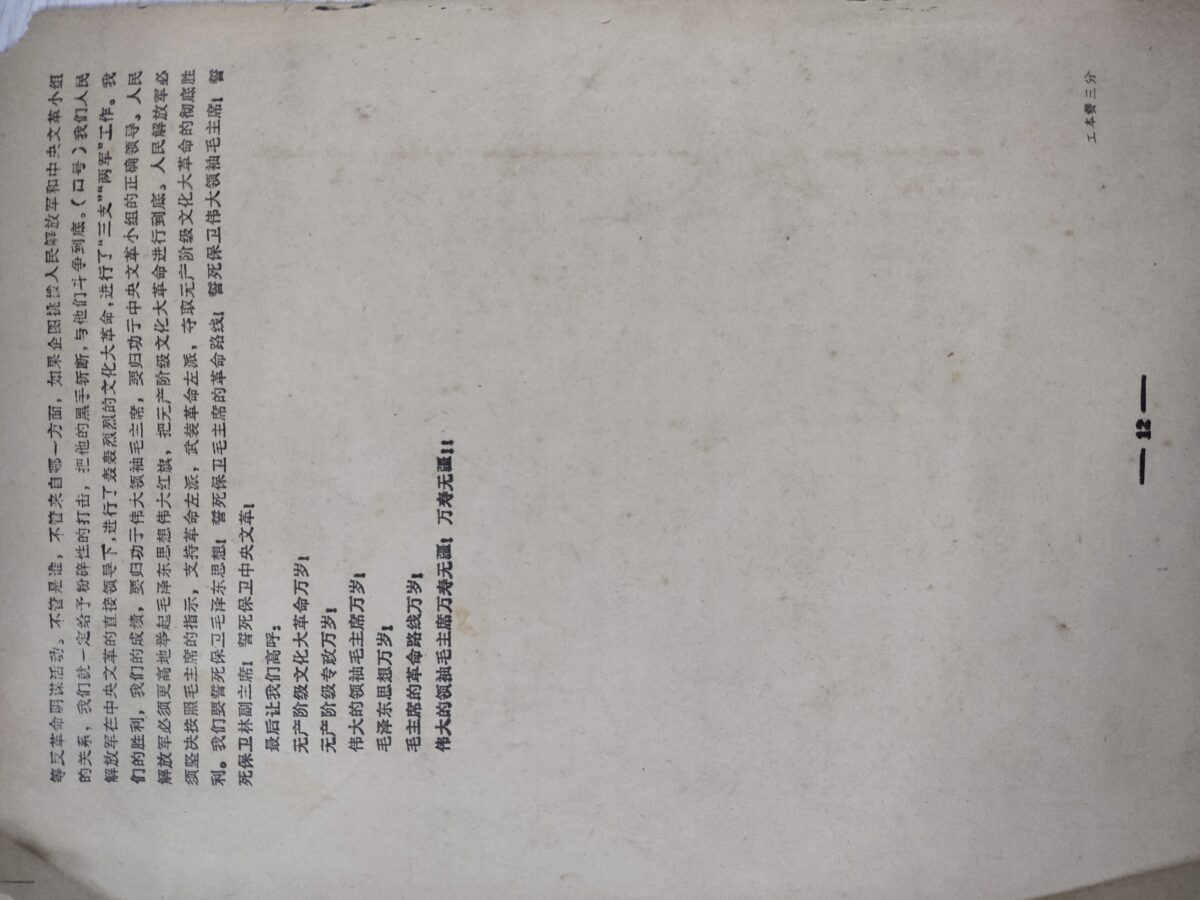 等反革命阴谋活动。不管是谁，不管来自哪一方面，如果企图挑拨人民解放军和中央文革小组
的关系，我们就一定给予粉碎性的打击，把他的黑手斩断，与他们斗争到底。（口号）我们人民
解放军在中央文革的直接领导下，进行了轰轰烈烈的文化大革命，进行了“三支”“两军”工作。我
们的胜利，我们的成绩，要归功于伟大领袖毛主席，要归功于中央文革小组的正确领导。人民
解放军必须更高地举起毛泽东思想伟大红旗，把无产阶级文化大革命进行到底。人民解放军必
须坚决按照毛主席的指示，支持革命左派，武装革命左派，夺取无产阶级文化大革命的彻底胜
利。我们要誓死保卫毛泽东思想！誓死保卫毛主席的革命路线！誓死保卫伟大领袖毛主席！誓
死保卫林副主席！誓死保卫中央文革！
最后让我们高呼：
无产阶级文化大革命万岁！
无产阶级专政万岁！
伟大的领袖毛主席万岁！
毛泽东思想万岁！
毛主席的革命路线万岁！
伟大的领袖毛主席万寿无疆！万寿无疆！！
工本费三分
— 12 —